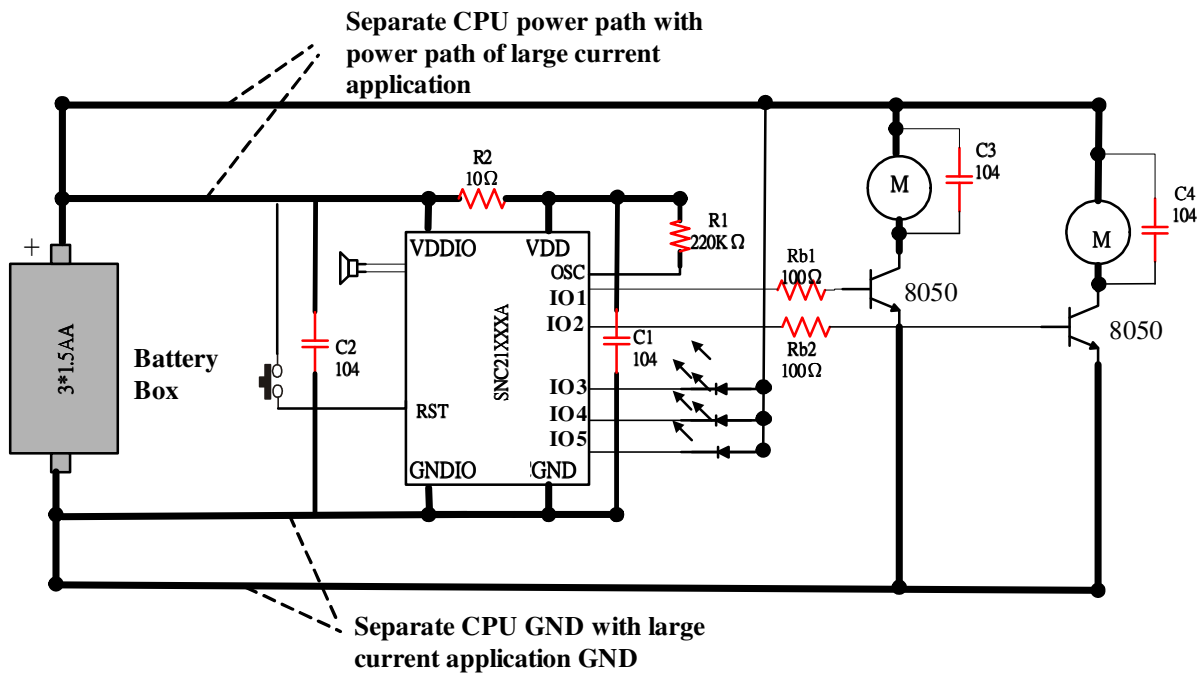 Separate CPU power path with
power path of large current
application
R2
10Ω
C3
104
C4
104
M
M
R1
220KΩ
VDDIO
VDD
OSC
IO1
IO2
Rb1
100Ω
8050
8050
Rb2
100Ω
+
3*1.5AA
Battery
Box
C2
104
SNC21XXXA
C1
104
IO3
IO4
IO5
RST
GNDIO
GND
Separate CPU GND with large
current application GND